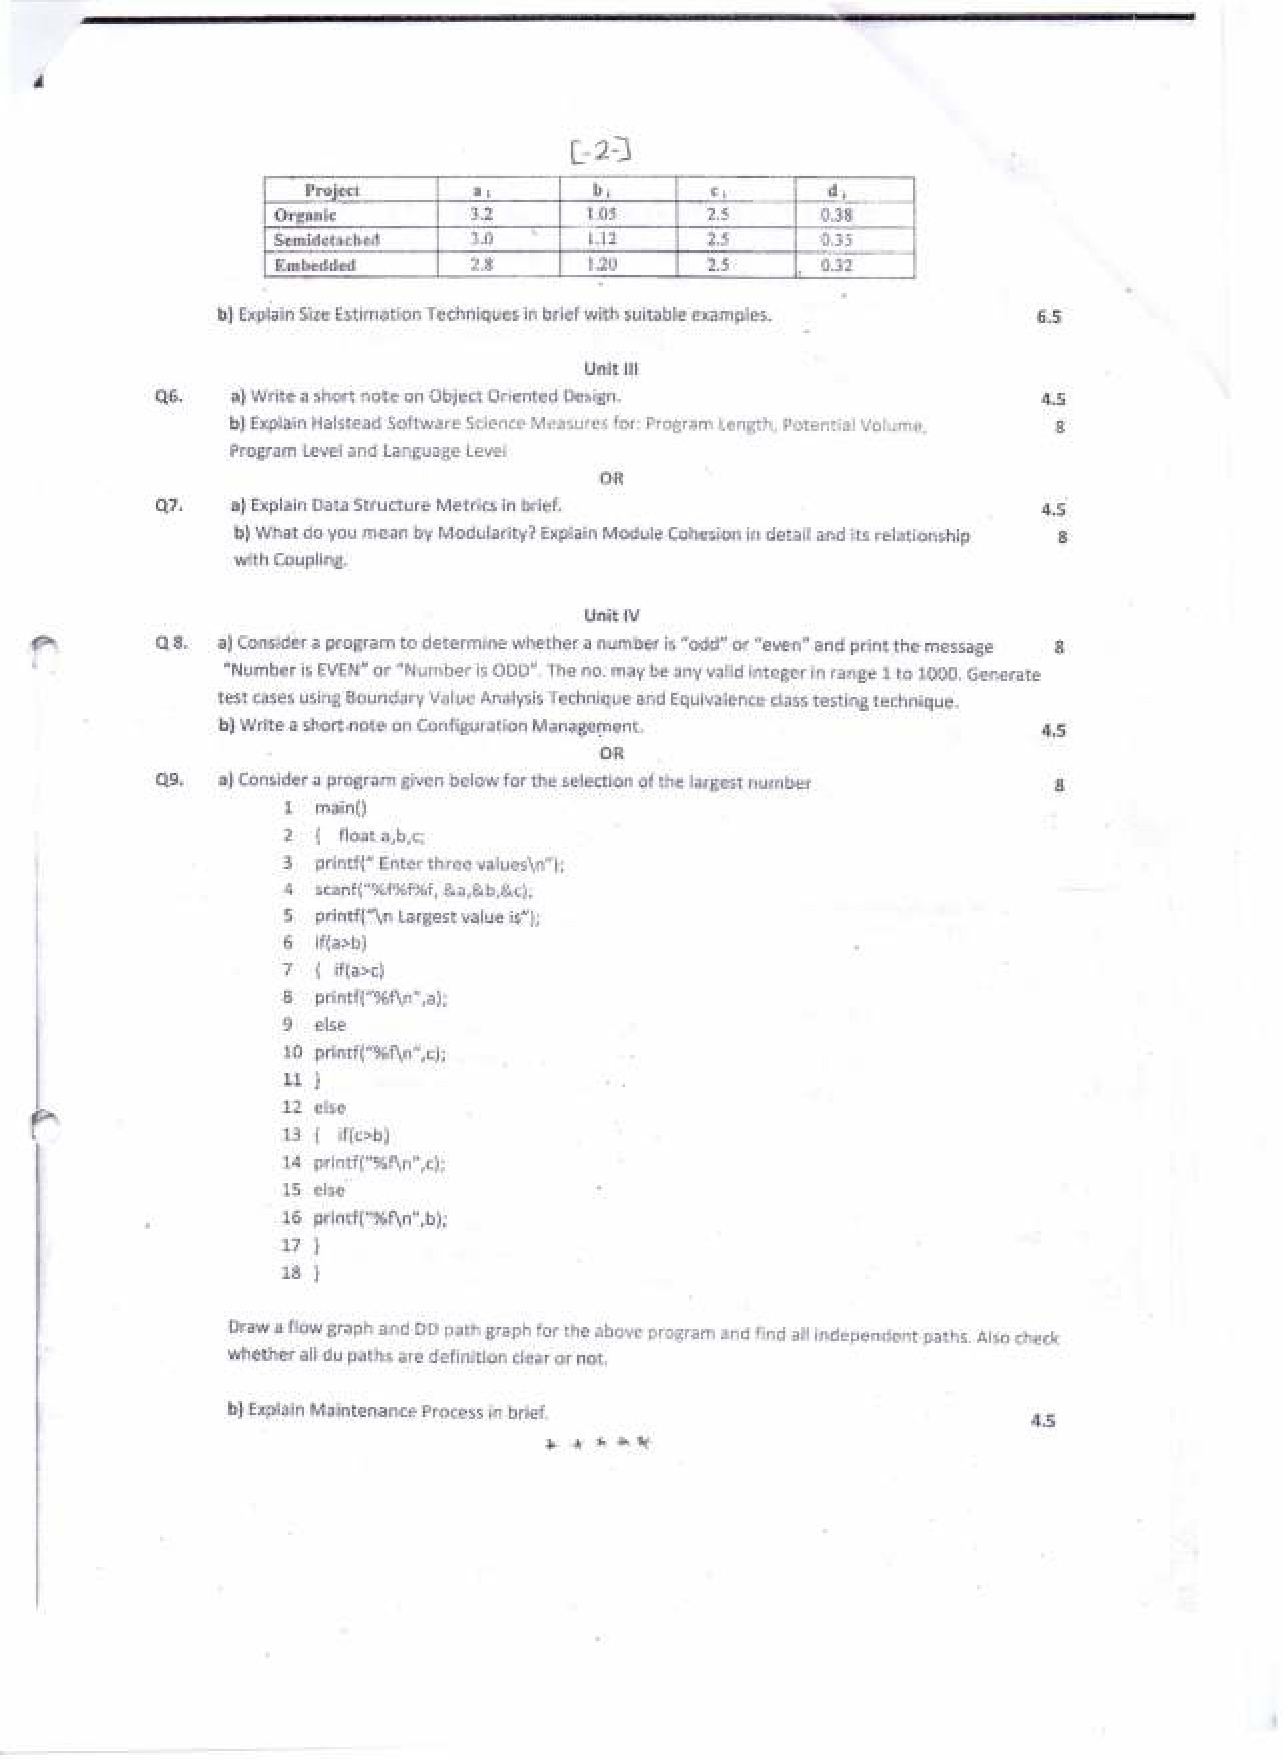 [-2-]
Project a₁ b₁ c₁ d₁
Organic 3.2 1.05 2.5 0.38
Semidetached 3.0 1.12 2.5 0.35
Embedded 2.8 1.20 2.5 0.32
b) Explain Size Estimation Techniques in brief with suitable examples. 6.5
Unit III
Q6. a) Write a short note on Object Oriented Design. 4.5
b) Explain Halstead Software Science Measures for: Program Length, Potential Volume, 8
Program Level and Language Level
OR
Q7. a) Explain Data Structure Metrics in brief. 4.5
b) What do you mean by Modularity? Explain Module Cohesion in detail and its relationship 8
with Coupling.
Unit IV
Q 8. a) Consider a program to determine whether a number is "odd" or "even" and print the message 8
"Number is EVEN" or "Number is ODD". The no. may be any valid integer in range 1 to 1000. Generate
test cases using Boundary Value Analysis Technique and Equivalence class testing technique.
b) Write a short note on Configuration Management. 4.5
OR
Q9. a) Consider a program given below for the selection of the largest number 8
1 main()
2 { float a,b,c;
3 printf(" Enter three values\n");
4 scanf("%f%f%f, &a,&b,&c);
5 printf("\n Largest value is");
6 if(a>b)
7 { if(a>c)
8 printf("%f\n",a);
9 else
10 printf("%f\n",c);
11 }
12 else
13 { if(c>b)
14 printf("%f\n",c);
15 else
16 printf("%f\n",b);
17 }
18 }
Draw a flow graph and DD path graph for the above program and find all independent paths. Also check
whether all du paths are definition clear or not.
b) Explain Maintenance Process in brief. 4.5
* * * * *